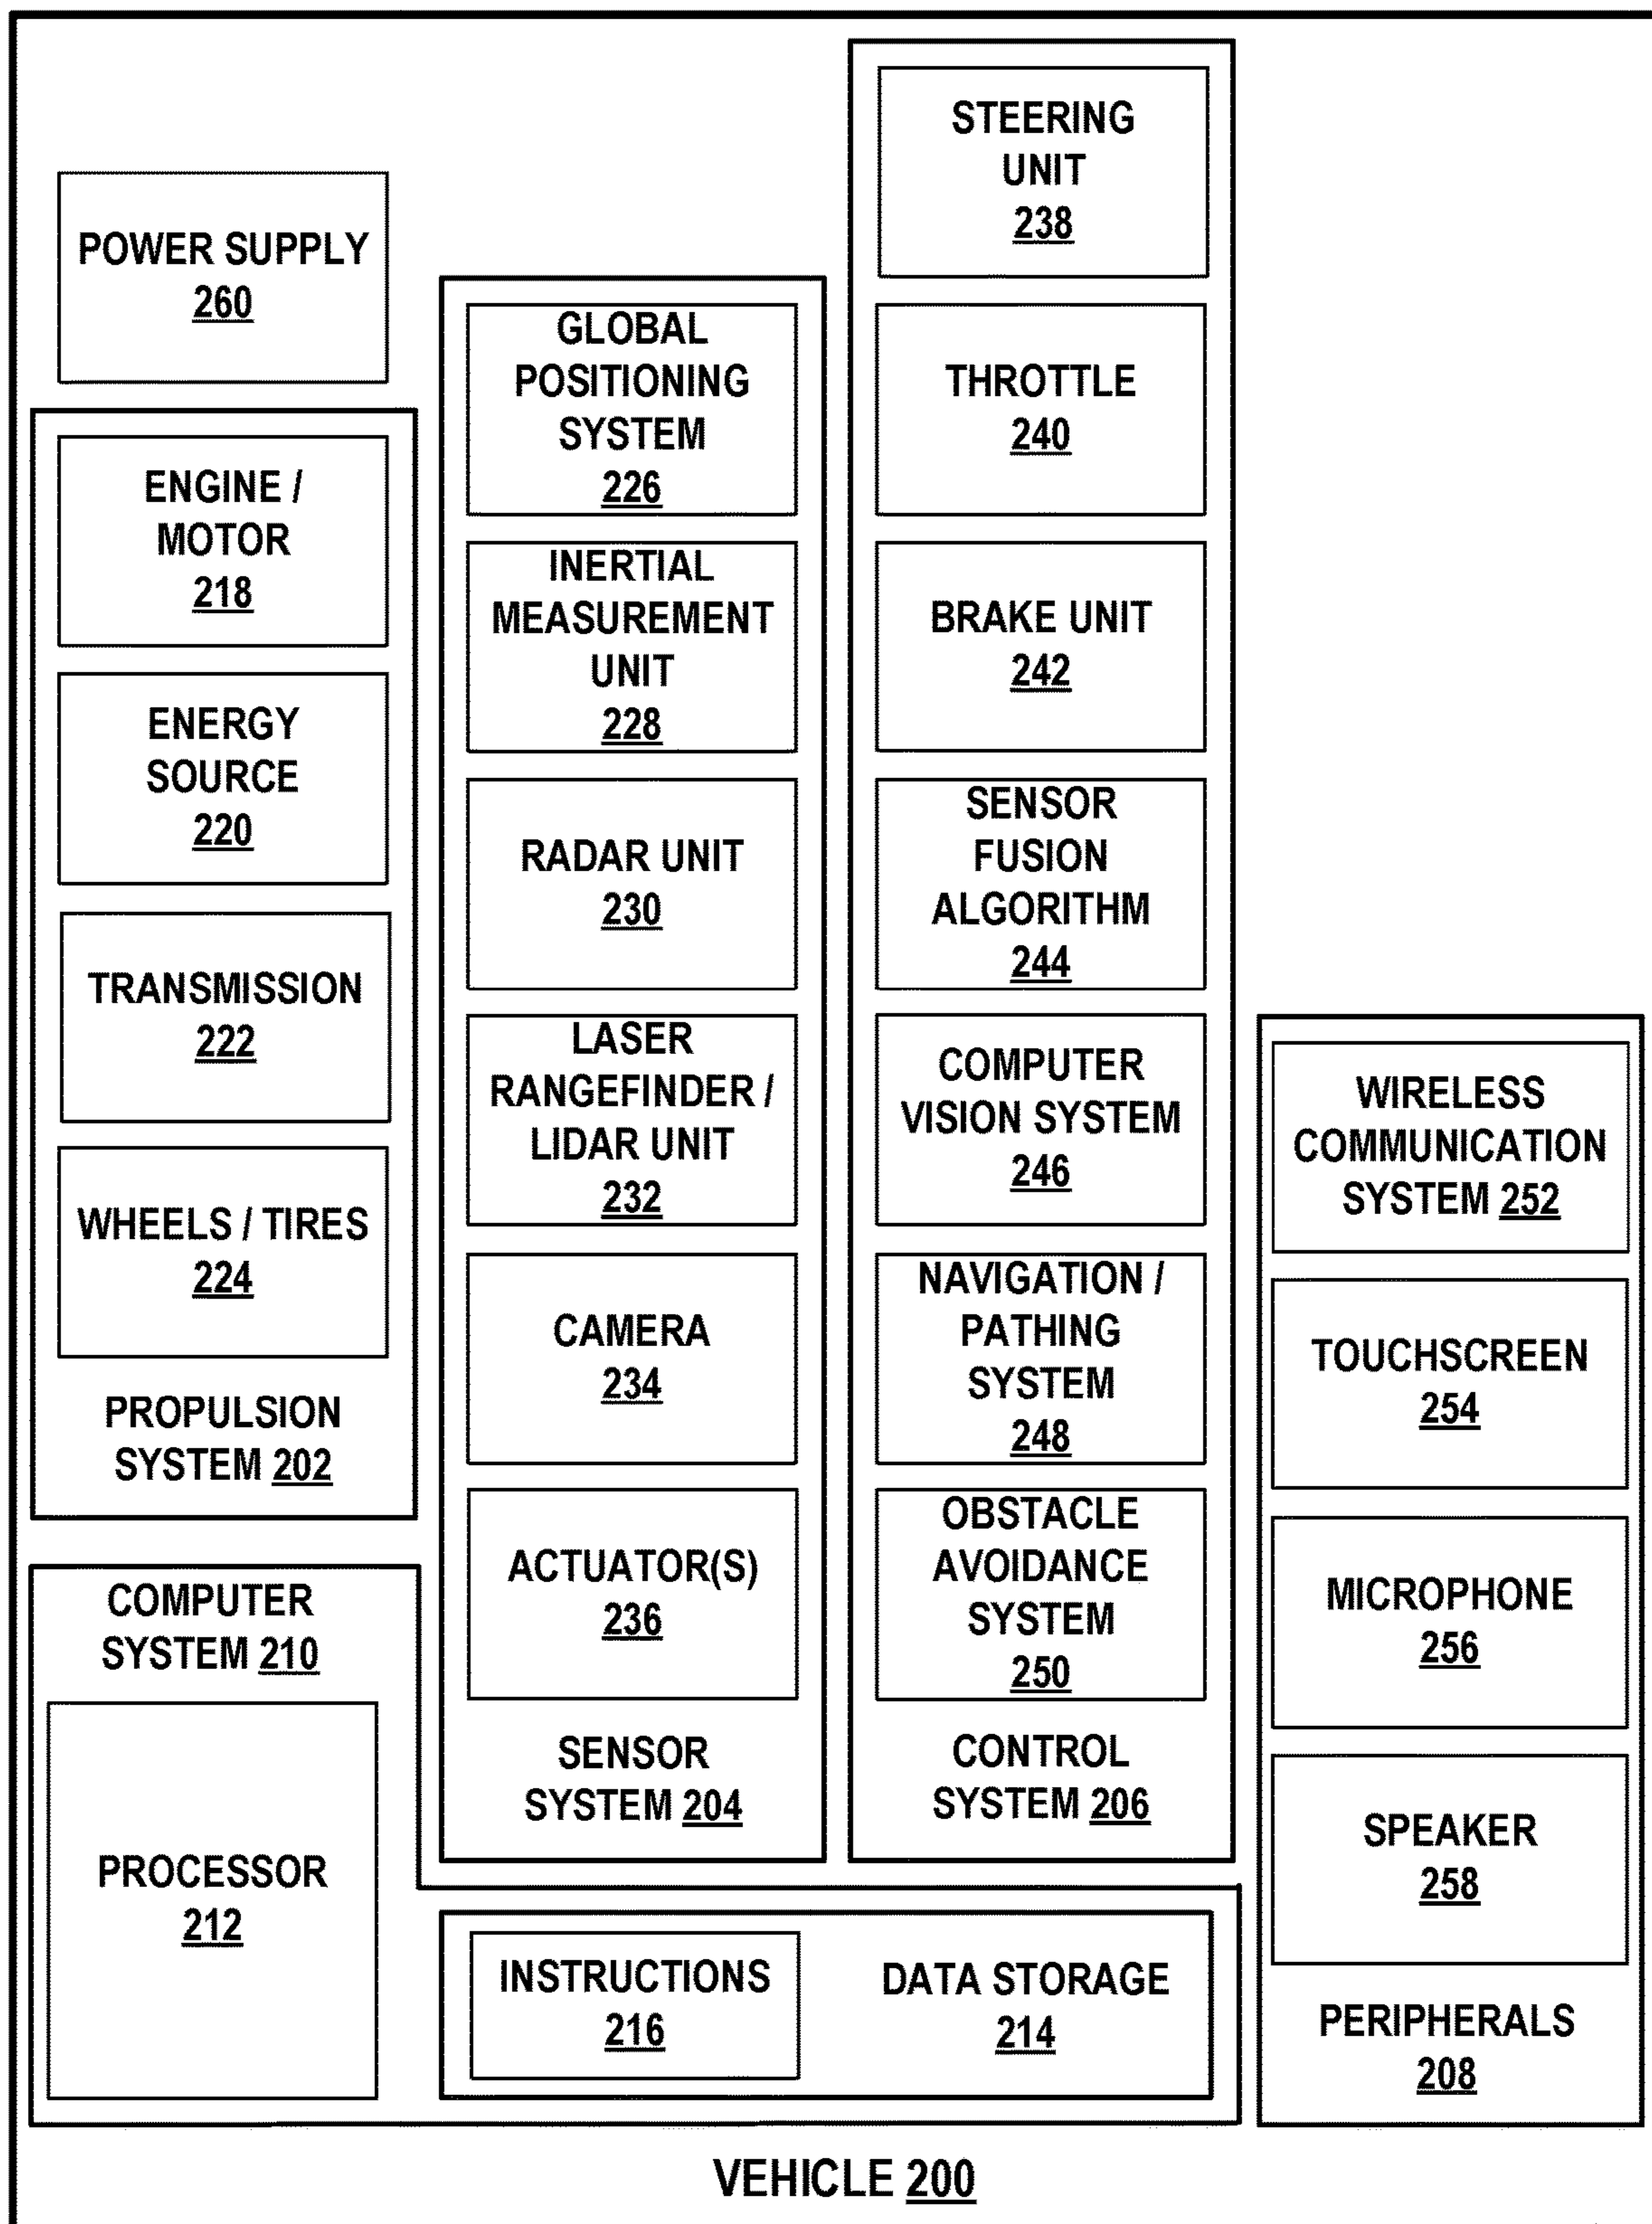 POWER SUPPLY
260
ENGINE /
MOTOR
218
ENERGY
SOURCE
220
TRANSMISSION
222
WHEELS / TIRES
224
PROPULSION
SYSTEM 202
COMPUTER
SYSTEM 210
PROCESSOR
212
GLOBAL
POSITIONING
SYSTEM
226
INERTIAL
MEASUREMENT
UNIT
228
RADAR UNIT
230
LASER
RANGEFINDER /
LIDAR UNIT
232
CAMERA
234
ACTUATOR(S)
236
SENSOR
SYSTEM 204
STEERING
UNIT
238
THROTTLE
240
BRAKE UNIT
242
SENSOR
FUSION
ALGORITHM
244
COMPUTER
VISION SYSTEM
246
NAVIGATION /
PATHING
SYSTEM
248
OBSTACLE
AVOIDANCE
SYSTEM
250
CONTROL
SYSTEM 206
INSTRUCTIONS
216
DATA STORAGE
214
WIRELESS
COMMUNICATION
SYSTEM 252
TOUCHSCREEN
254
MICROPHONE
256
SPEAKER
258
PERIPHERALS
208
VEHICLE 200